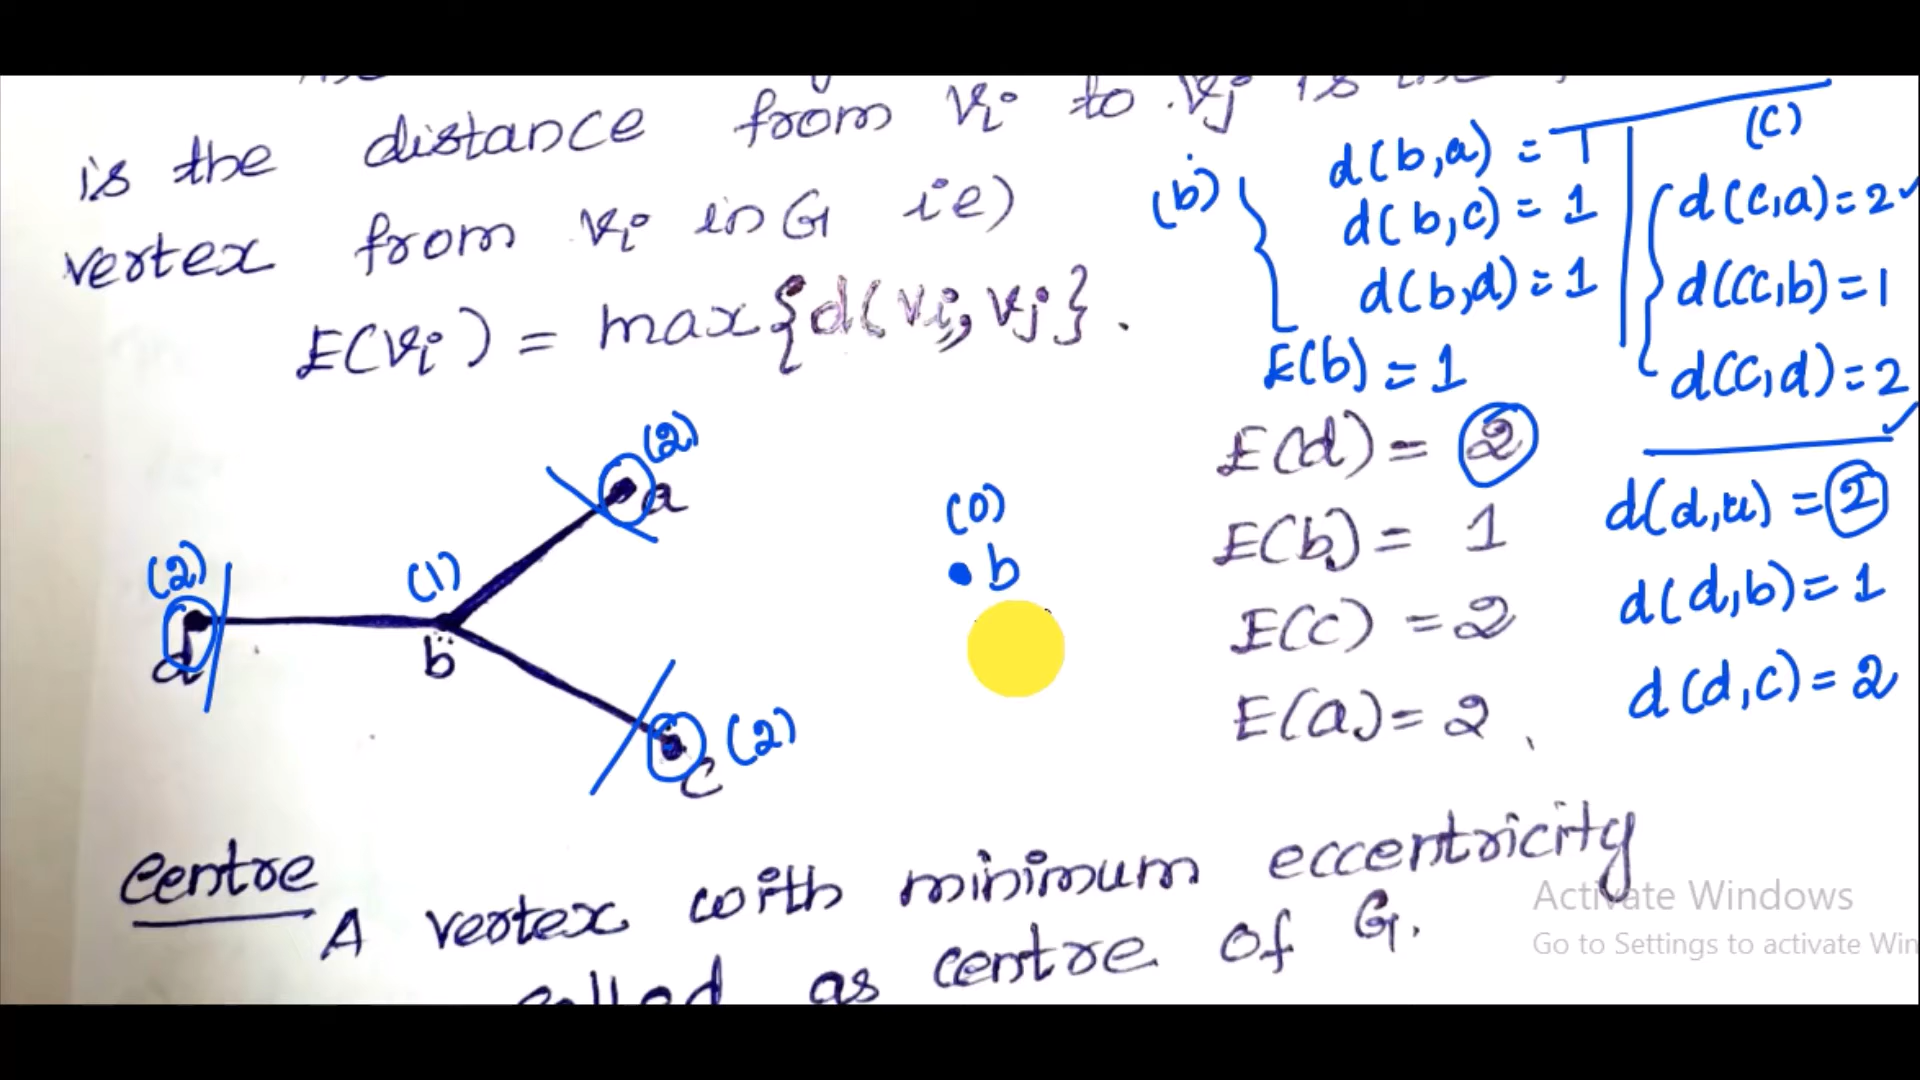 is the distance from vi to vj is the
vertex from vi in G ie)
E(vi) = max{d(vi, vj}.
(b)
d(b,a) = 1
d(b,c) = 1
d(b,d) = 1
E(b) = 1
(c)
d(c,a) = 2
d(c,b) = 1
d(c,d) = 2
E(d) = 2
E(b) = 1
E(c) = 2
E(a) = 2
d(d,a) = 2
d(d,b) = 1
d(d,c) = 2
(2)
a
(2)
d
(1)
b
c (2)
(0)
b
Centre
A vertex with minimum eccentricity
called as centre of G.
Activate Windows
Go to Settings to activate Win